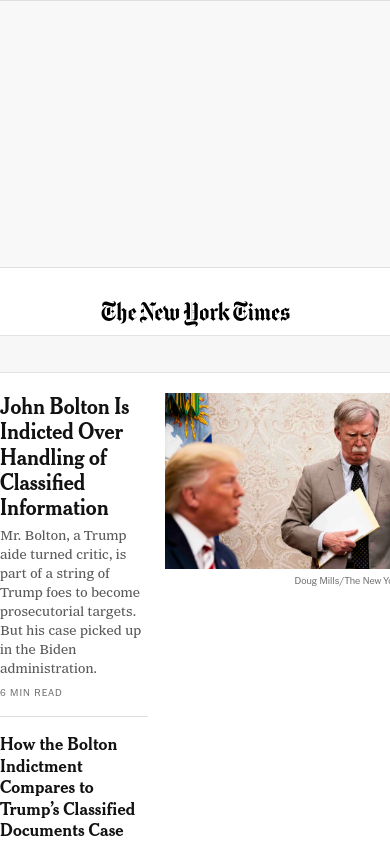 The New York Times
John Bolton Is
Indicted Over
Handling of
Classified
Information
Mr. Bolton, a Trump
aide turned critic, is
part of a string of
Trump foes to become
prosecutorial targets.
But his case picked up
in the Biden
administration.
6 MIN READ
Doug Mills/The New Yo
How the Bolton
Indictment
Compares to
Trump’s Classified
Documents Case